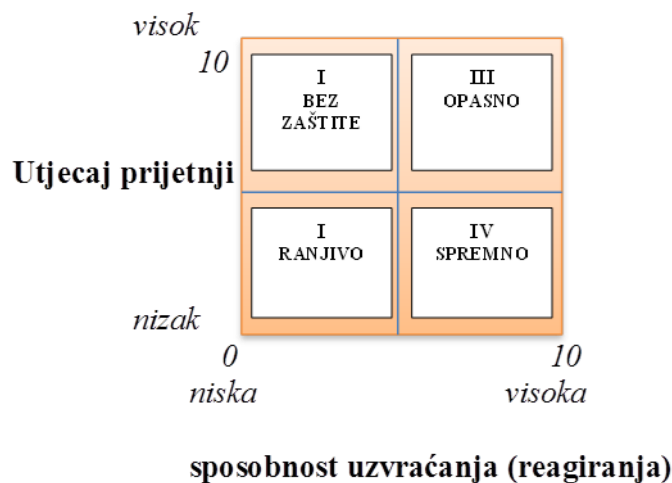 visok
10
I
BEZ
ZAŠTITE
III
OPASNO
Utjecaj prijetnji
I
RANJIVO
IV
SPREMNO
nizak
0
10
niska
visoka
sposobnost uzvraćanja (reagiranja)